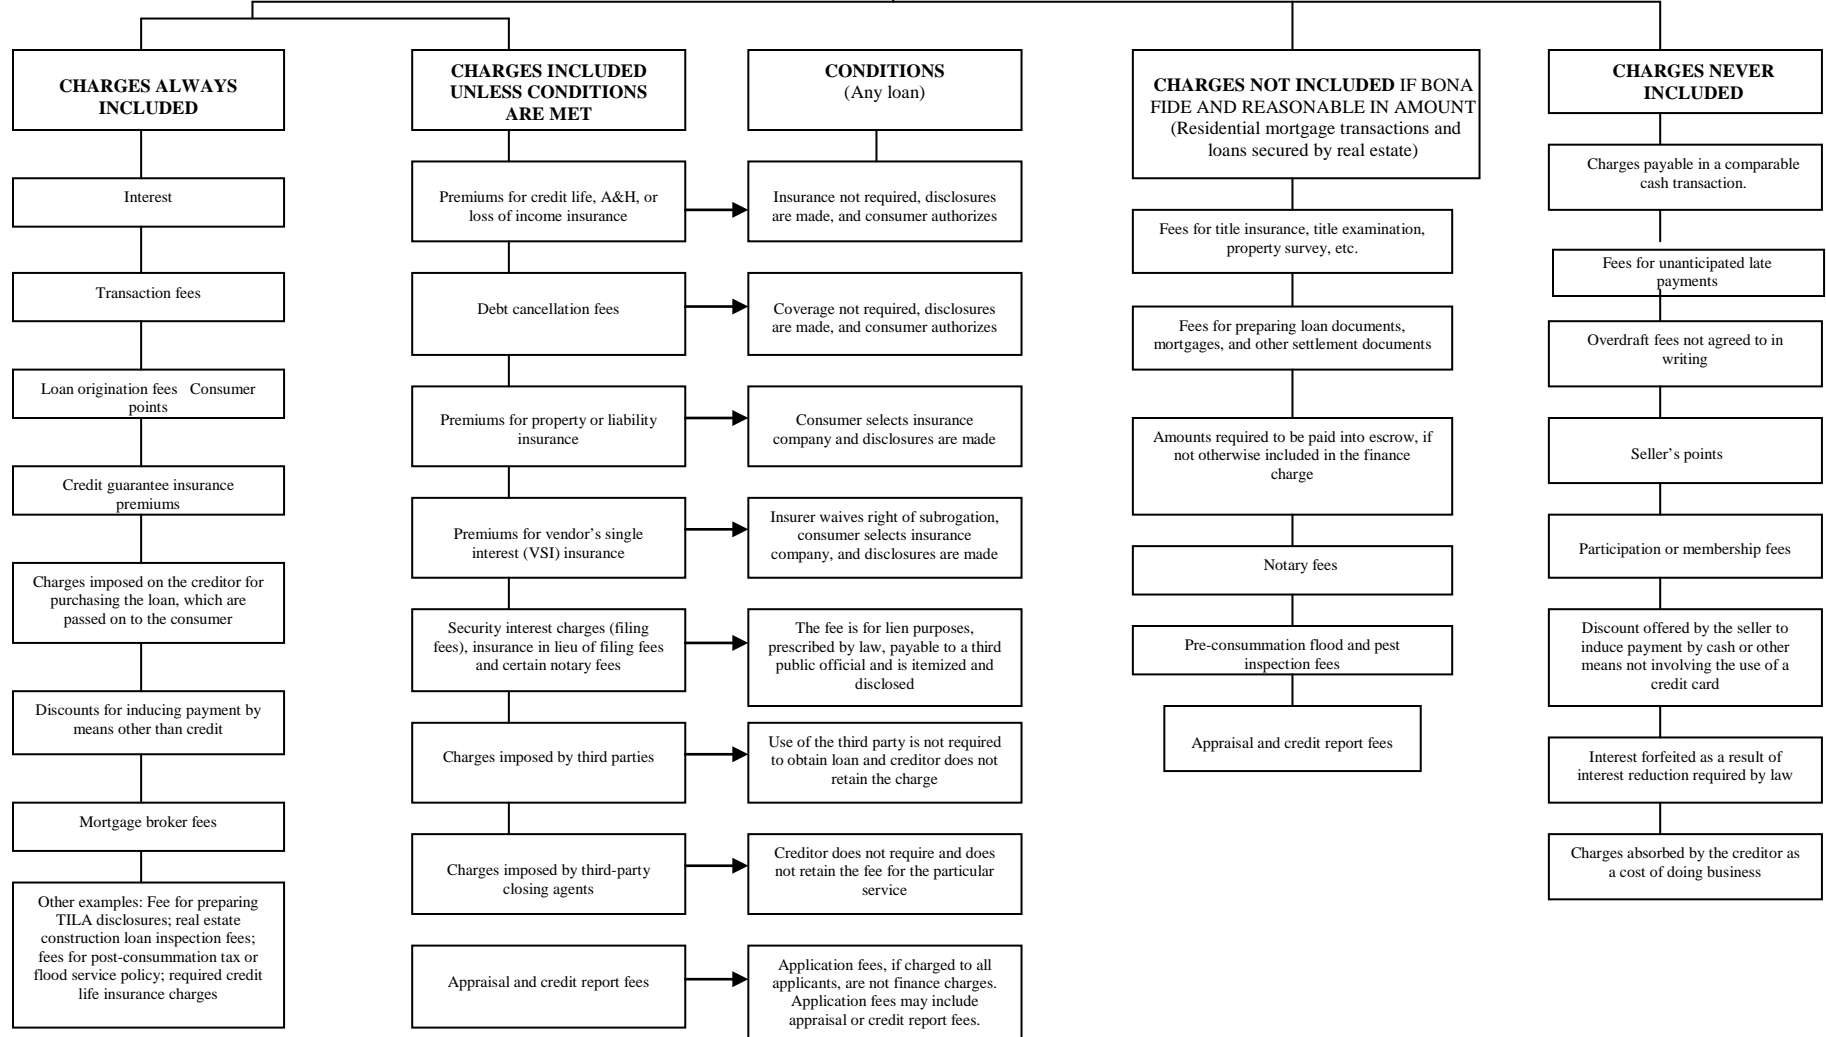 CHARGES ALWAYS
INCLUDED
Interest
Transaction fees
Loan origination fees Consumer
points
Credit guarantee insurance
premiums
Charges imposed on the creditor for
purchasing the loan, which are
passed on to the consumer
Discounts for inducing payment by
means other than credit
Mortgage broker fees
Other examples: Fee for preparing
TILA disclosures; real estate
construction loan inspection fees;
fees for post-consummation tax or
flood service policy; required credit
life insurance charges
CHARGES INCLUDED
UNLESS CONDITIONS
ARE MET
CONDITIONS
(Any loan)
Premiums for credit life, A&H, or
loss of income insurance
Insurance not required, disclosures
are made, and consumer authorizes
Debt cancellation fees
Coverage not required, disclosures
are made, and consumer authorizes
Premiums for property or liability
insurance
Consumer selects insurance
company and disclosures are made
Premiums for vendor's single
interest (VSI) insurance
Insurer waives right of subrogation,
consumer selects insurance
company, and disclosures are made
Security interest charges (filing
fees), insurance in lieu of filing fees
and certain notary fees
The fee is for lien purposes,
prescribed by law, payable to a third
public official and is itemized and
disclosed
Charges imposed by third parties
Use of the third party is not required
to obtain loan and creditor does not
retain the charge
Charges imposed by third-party
closing agents
Creditor does not require and does
not retain the fee for the particular
service
Appraisal and credit report fees
Application fees, if charged to all
applicants, are not finance charges.
Application fees may include
appraisal or credit report fees.
CHARGES NOT INCLUDED IF BONA
FIDE AND REASONABLE IN AMOUNT
(Residential mortgage transactions and
loans secured by real estate)
Fees for title insurance, title examination,
property survey, etc.
Fees for preparing loan documents,
mortgages, and other settlement documents
Amounts required to be paid into escrow, if
not otherwise included in the finance
charge
Notary fees
Pre-consummation flood and pest
inspection fees
Appraisal and credit report fees
CHARGES NEVER
INCLUDED
Charges payable in a comparable
cash transaction.
Fees for unanticipated late
payments
Overdraft fees not agreed to in
writing
Seller's points
Participation or membership fees
Discount offered by the seller to
induce payment by cash or other
means not involving the use of a
credit card
Interest forfeited as a result of
interest reduction required by law
Charges absorbed by the creditor as
a cost of doing business